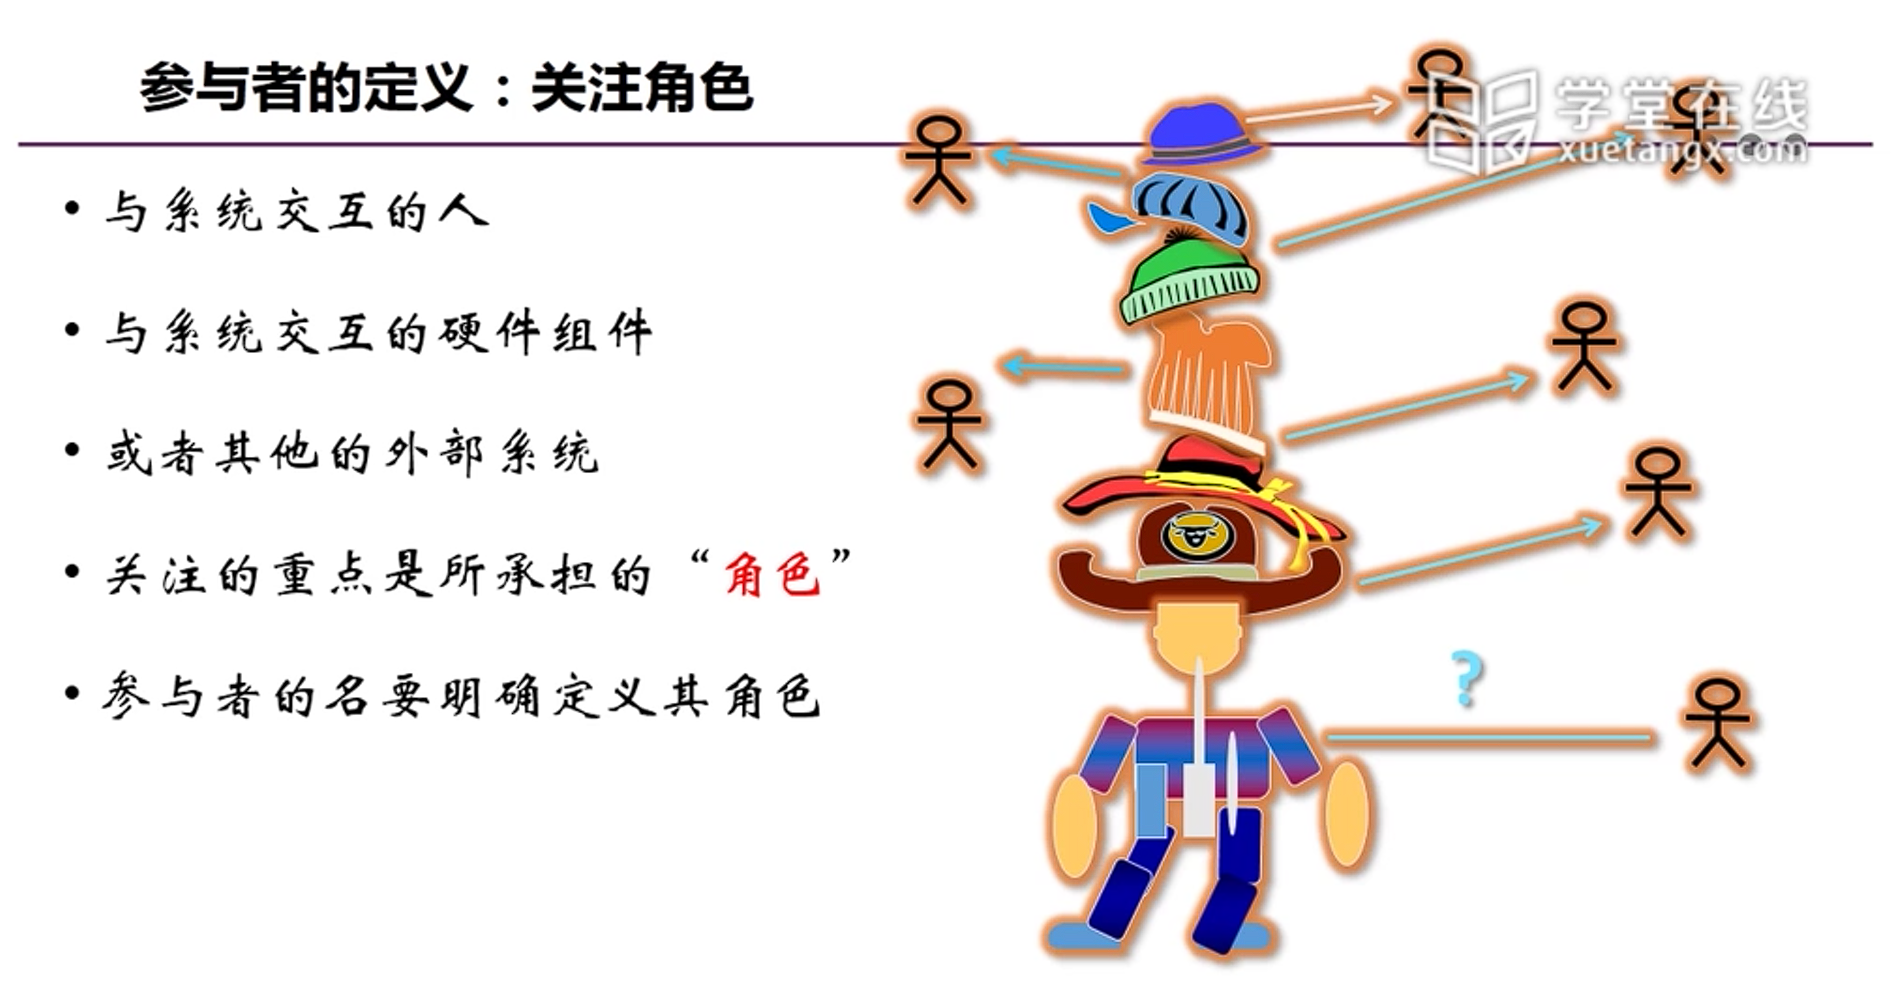 参与者的定义：关注角色
学堂在线
xuetangx.com
• 与系统交互的人
• 与系统交互的硬件组件
• 或者其他的外部系统
• 关注的重点是所承担的“角色”
• 参与者的名要明确定义其角色
?